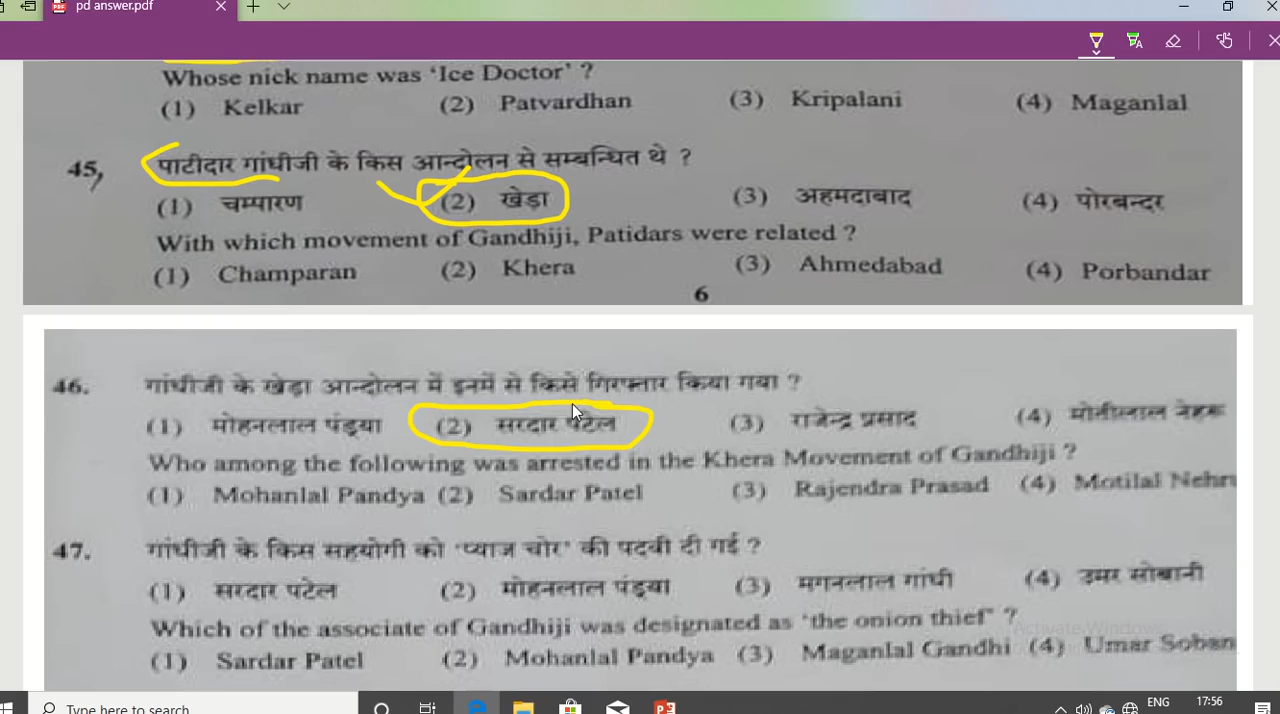 pd answer.pdf
Whose nick name was ‘Ice Doctor’ ?
(1) Kelkar (2) Patvardhan (3) Kripalani (4) Maganlal
45, पाटीदार गांधीजी के किस आन्दोलन से सम्बन्धित थे ?
(1) चम्पारण (2) खेड़ा (3) अहमदाबाद (4) पोरबन्दर
With which movement of Gandhiji, Patidars were related ?
(1) Champaran (2) Khera (3) Ahmedabad (4) Porbandar
6
46. गांधीजी के खेड़ा आन्दोलन में इनमें से किसे गिरफ्तार किया गया ?
(1) मोहनलाल पंड्या (2) सरदार पटेल (3) राजेन्द्र प्रसाद (4) मोतीलाल नेहरू
Who among the following was arrested in the Khera Movement of Gandhiji ?
(1) Mohanlal Pandya (2) Sardar Patel (3) Rajendra Prasad (4) Motilal Nehru
47. गांधीजी के किस सहयोगी को ‘प्याज चोर’ की पदवी दी गई ?
(1) सरदार पटेल (2) मोहनलाल पंड्या (3) मगनलाल गांधी (4) उमर सोबानी
Which of the associate of Gandhiji was designated as ‘the onion thief’ ?
Activate Windows
(1) Sardar Patel (2) Mohanlal Pandya (3) Maganlal Gandhi (4) Umar Soban
Type here to search
ENG
17:56